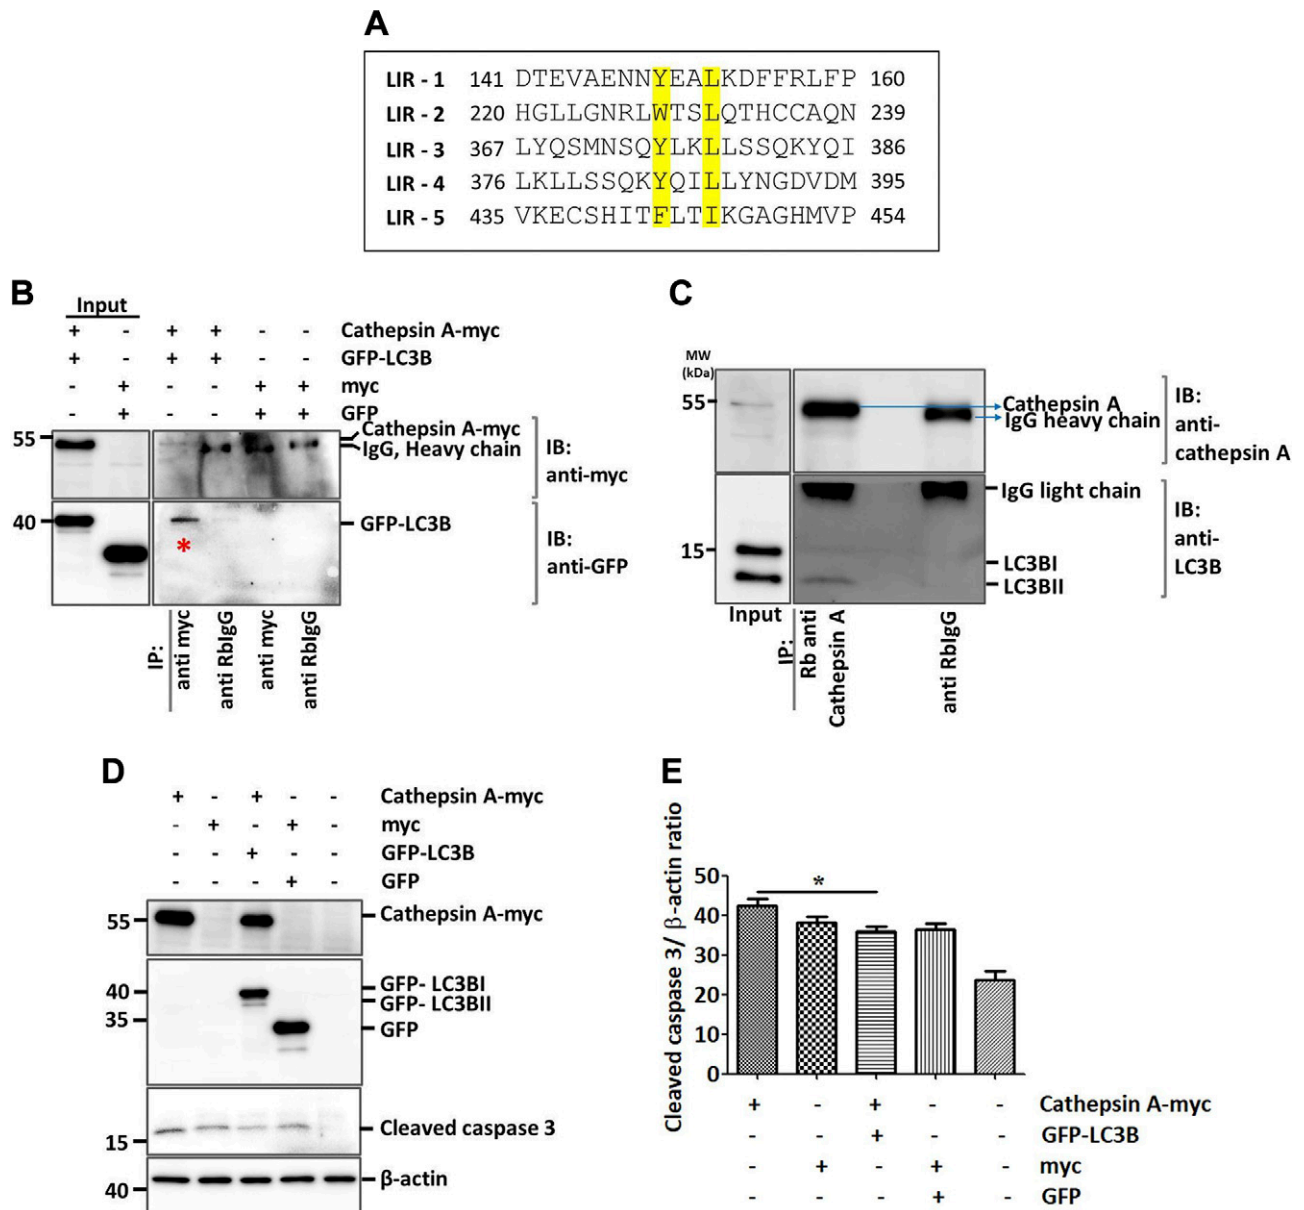 A
LIR - 1 141 DTEVAENNYEALKDFFRLFP 160
LIR - 2 220 HGLLGNRLWTSLQTHCCAQN 239
LIR - 3 367 LYQSMNSQYLKLLSSQKYQI 386
LIR - 4 376 LKLLSSQKYQILLYNGDVDM 395
LIR - 5 435 VKECSHITFLTIKGAGHMVP 454
B
Input
+ - + + - - Cathepsin A-myc
+ - + + - - GFP-LC3B
- + - - + + myc
- + - - + + GFP
55
Cathepsin A-myc
IgG, Heavy chain
IB:
anti-myc
40
GFP-LC3B
*
IB:
anti-GFP
IP:
anti myc
anti RbIgG
anti myc
anti RbIgG
C
MW
(kDa)
55
Cathepsin A
IgG heavy chain
IB:
anti-
cathepsin A
IgG light chain
15
LC3BI
LC3BII
IB:
anti-
LC3B
Input
IP:
Rb anti
Cathepsin A
anti RbIgG
D
+ - + - - Cathepsin A-myc
- + - + - myc
- - + - - GFP-LC3B
- - - + - GFP
55
Cathepsin A-myc
40
GFP- LC3BI
GFP- LC3BII
35
GFP
15
Cleaved caspase 3
40
β-actin
E
Cleaved caspase 3/ β-actin ratio
50
40
30
20
10
0
*
+ - + - - Cathepsin A-myc
- - + - - GFP-LC3B
- + - + - myc
- - - + - GFP